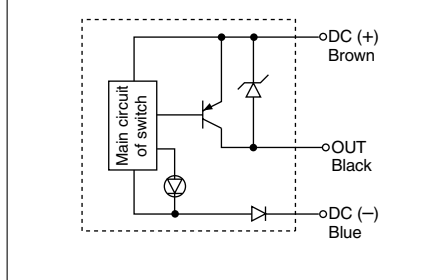 DC (+)
Brown
Main circuit
of switch
OUT
Black
DC (–)
Blue